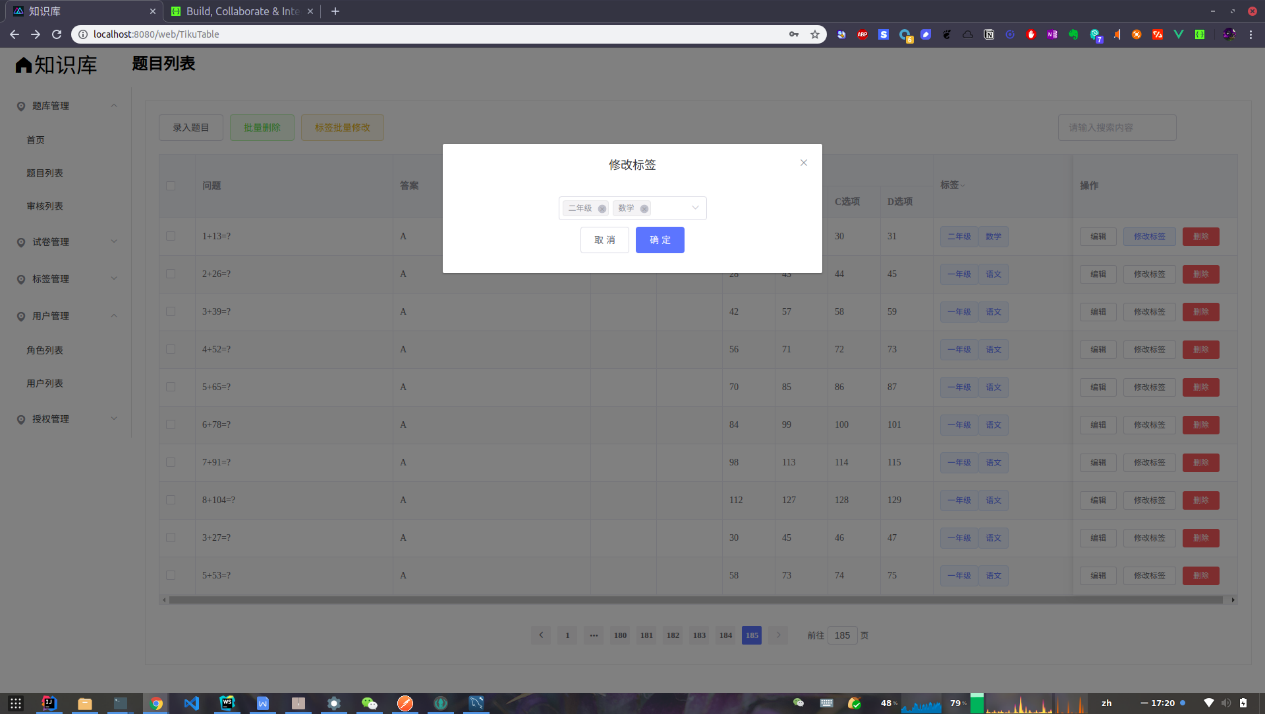 知识库
Build, Collaborate & Inte
localhost:8080/web/TikuTable
知识库
题目列表
题库管理
首页
题目列表
审核列表
试卷管理
标签管理
用户管理
角色列表
用户列表
授权管理
录入题目 批量删除 标签批量修改 请输入搜索内容
修改标签
二年级 数学
取 消 确 定
问题 答案 C选项 D选项 标签 操作
1+13=? A 30 31 二年级 数学 编辑 修改标签 删除
2+26=? A 44 45 一年级 语文 编辑 修改标签 删除
3+39=? A 42 57 58 59 一年级 语文 编辑 修改标签 删除
4+52=? A 56 71 72 73 一年级 语文 编辑 修改标签 删除
5+65=? A 70 85 86 87 一年级 语文 编辑 修改标签 删除
6+78=? A 84 99 100 101 一年级 语文 编辑 修改标签 删除
7+91=? A 98 113 114 115 一年级 语文 编辑 修改标签 删除
8+104=? A 112 127 128 129 一年级 语文 编辑 修改标签 删除
3+27=? A 30 45 46 47 一年级 语文 编辑 修改标签 删除
5+53=? A 58 73 74 75 一年级 语文 编辑 修改标签 删除
1 ••• 180 181 182 183 184 185 前往 185 页
48 % 79 % zh — 17:20